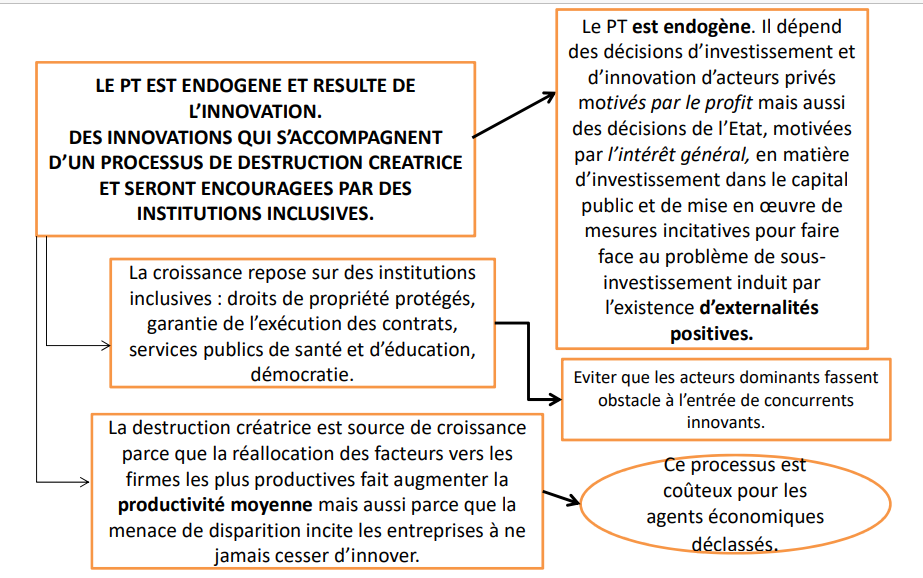 LE PT EST ENDOGENE ET RESULTE DE
L'INNOVATION.
DES INNOVATIONS QUI S'ACCOMPAGNENT
D'UN PROCESSUS DE DESTRUCTION CREATRICE
ET SERONT ENCOURAGEES PAR DES
INSTITUTIONS INCLUSIVES.
Le PT est endogène. Il dépend
des décisions d'investissement et
d'innovation d'acteurs privés
motivés par le profit mais aussi
des décisions de l'Etat, motivées
par l'intérêt général, en matière
d'investissement dans le capital
public et de mise en œuvre de
mesures incitatives pour faire
face au problème de sous-
investissement induit par
l'existence d'externalités
positives.
La croissance repose sur des institutions
inclusives : droits de propriété protégés,
garantie de l'exécution des contrats,
services publics de santé et d'éducation,
démocratie.
Eviter que les acteurs dominants fassent
obstacle à l'entrée de concurrents
innovants.
La destruction créatrice est source de croissance
parce que la réallocation des facteurs vers les
firmes les plus productives fait augmenter la
productivité moyenne mais aussi parce que la
menace de disparition incite les entreprises à ne
jamais cesser d'innover.
Ce processus est
coûteux pour les
agents économiques
déclassés.